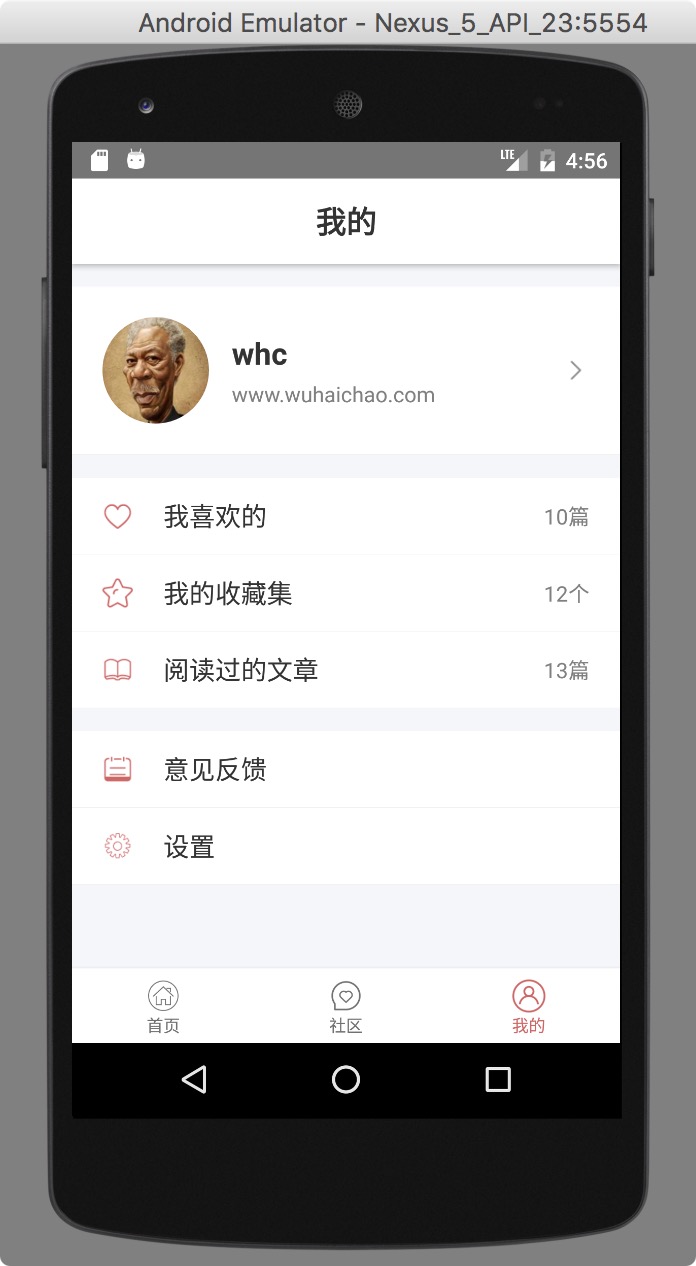 Android Emulator - Nexus_5_API_23:5554
LTE 4:56
我的
whc
www.wuhaichao.com
我喜欢的 10篇
我的收藏集 12个
阅读过的文章 13篇
意见反馈
设置
首页 社区 我的